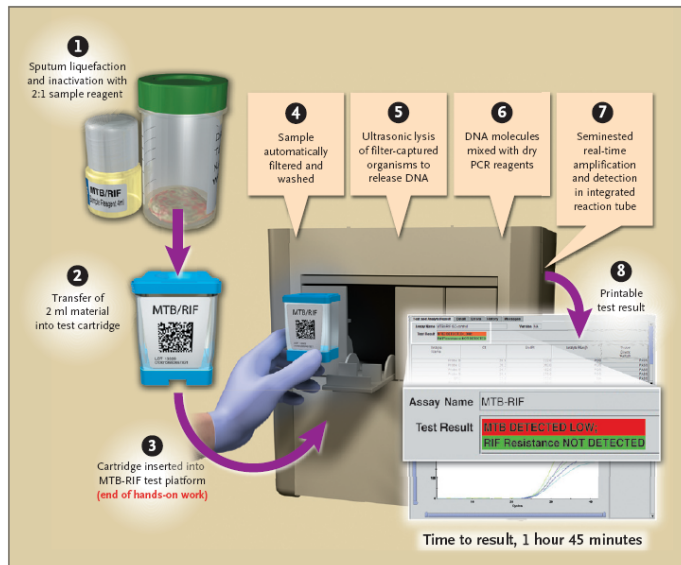 1
Sputum liquefaction
and inactivation with
2:1 sample reagent
MTB/RIF
Sample Reagent
2
Transfer of
2 ml material
into test cartridge
MTB/RIF
3
Cartridge inserted into
MTB-RIF test platform
(end of hands-on work)
4
Sample
automatically
filtered and
washed
5
Ultrasonic lysis
of filter-captured
organisms to
release DNA
6
DNA molecules
mixed with dry
PCR reagents
7
Seminested
real-time
amplification
and detection
in integrated
reaction tube
MTB/RIF
8
Printable
test result
Assay Name MTB-RIF
Test Result MTB DETECTED LOW;
RIF Resistance NOT DETECTED
Cycles
Time to result, 1 hour 45 minutes